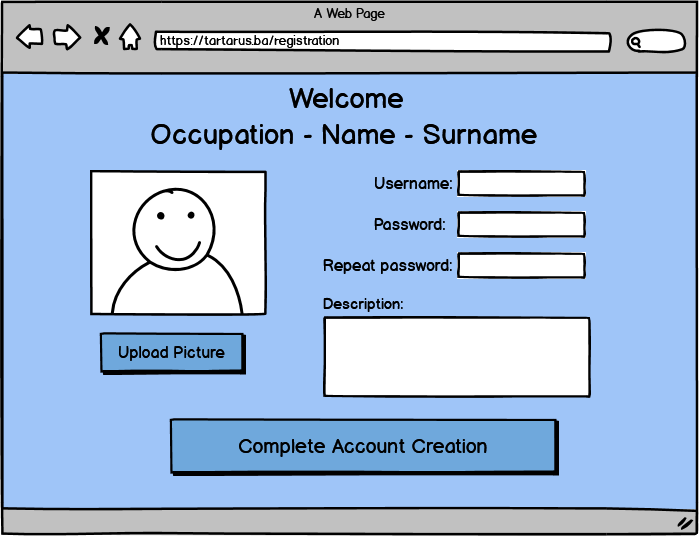 A Web Page
https://tartarus.ba/registration
Welcome
Occupation - Name - Surname
Username:
Password:
Repeat password:
Description:
Upload Picture
Complete Account Creation